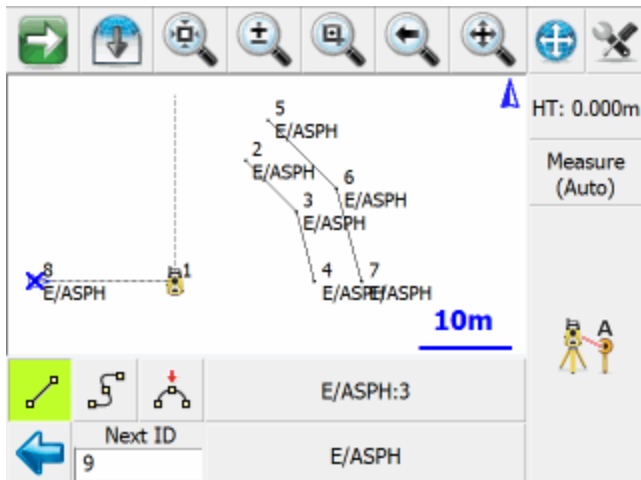 HT: 0.000m
Measure
(Auto)
5
E/ASPH
2
E/ASPH
6
E/ASPH
3
E/ASPH
8
E/ASPH
1
4
E/ASPH
7
E/ASPH
10m
A
E/ASPH:3
Next ID
9
E/ASPH